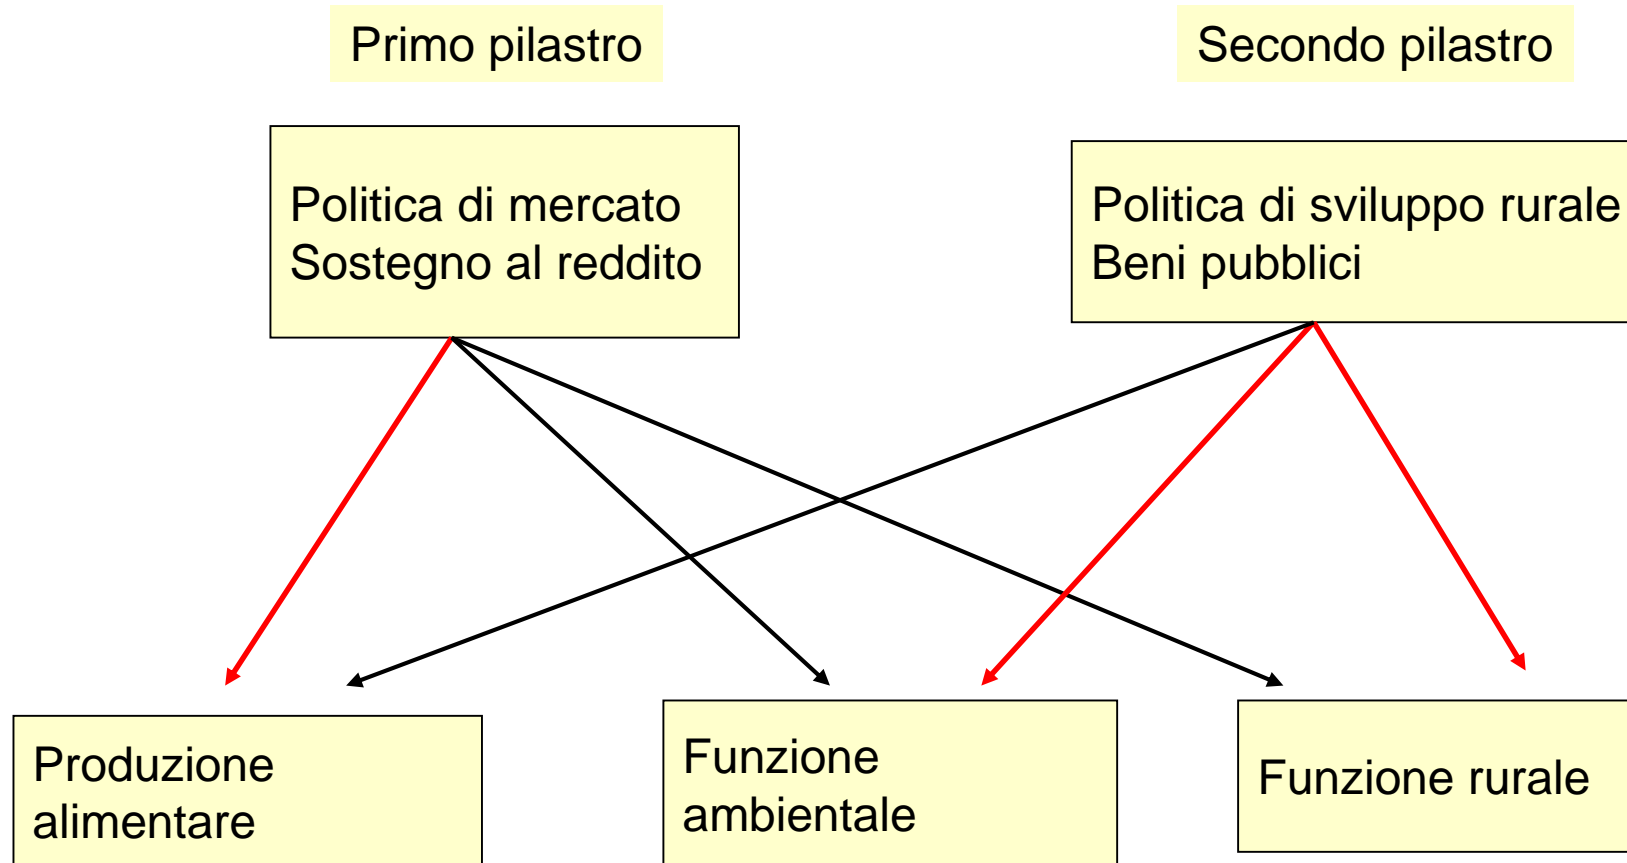 Primo pilastro
Secondo pilastro
Politica di mercato
Sostegno al reddito
Politica di sviluppo rurale
Beni pubblici
Produzione
alimentare
Funzione
ambientale
Funzione rurale